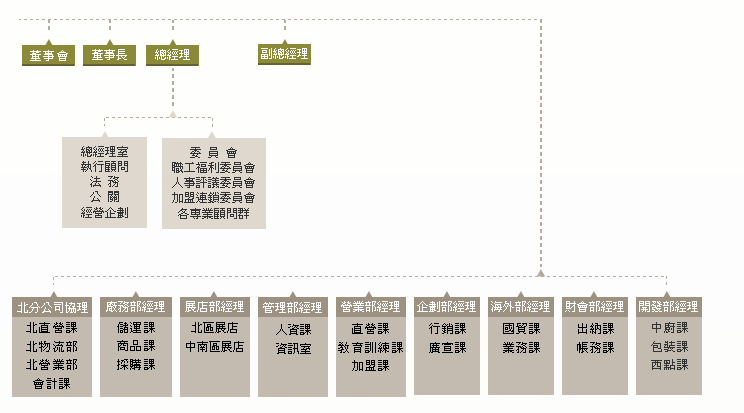 董事會
董事長
總經理
副總經理
總經理室
執行顧問
法 務
公 關
經營企劃
委 員 會
職工福利委員會
人事評議委員會
加盟連鎖委員會
各專業顧問群
北分公司協理
北直營課
北物流部
北營業部
會計課
廠務部經理
儲運課
商品課
採購課
展店部經理
北區展店
中南區展店
管理部經理
人資課
資訊室
營業部經理
直營課
教育訓練課
加盟課
企劃部經理
行銷課
廣宣課
海外部經理
國貿課
業務課
財會部經理
出納課
帳務課
開發部經理
中廚課
包裝課
西點課